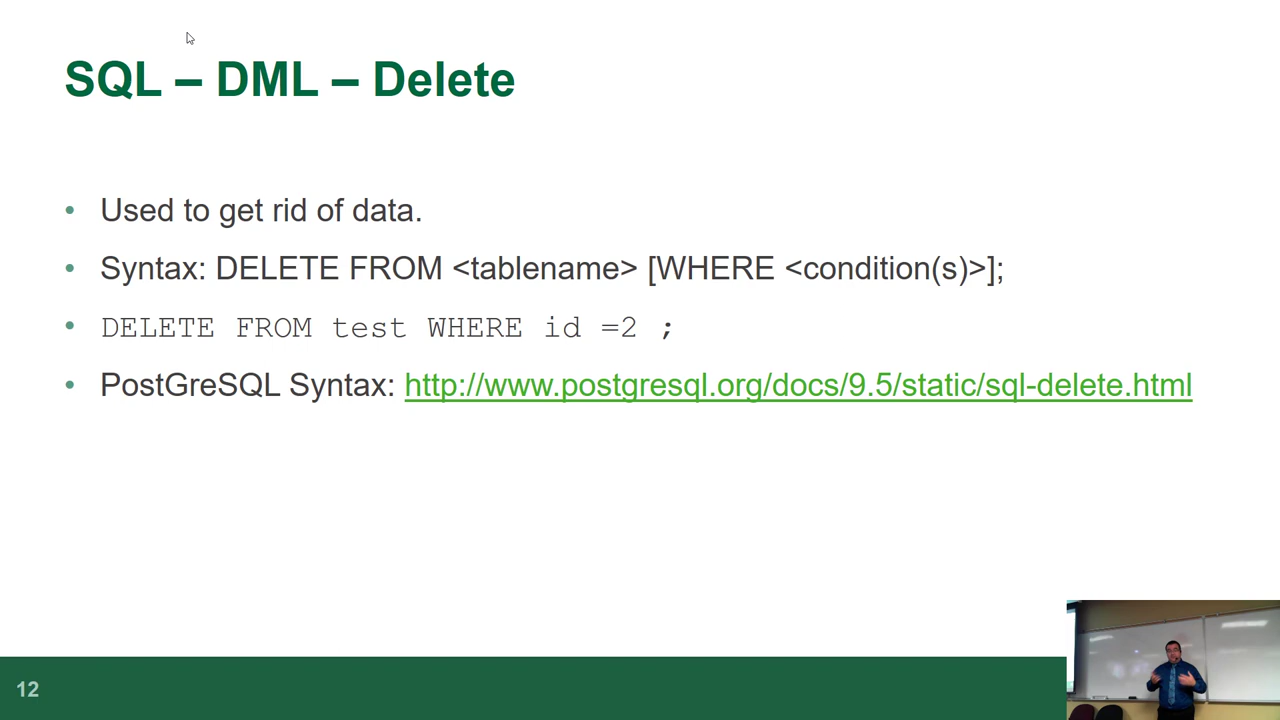 SQL – DML – Delete
• Used to get rid of data.
• Syntax: DELETE FROM <tablename> [WHERE <condition(s)>];
• DELETE FROM test WHERE id =2 ;
• PostGreSQL Syntax: http://www.postgresql.org/docs/9.5/static/sql-delete.html
12